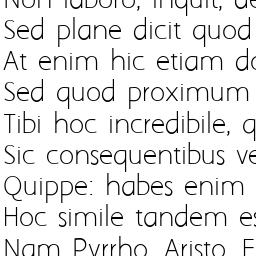 Non laboro, inquit, de
Sed plane dicit quod
At enim hic etiam do
Sed quod proximum
Tibi hoc incredibile, q
Sic consequentibus ve
Quippe: habes enim
Hoc simile tandem es
Nam Pyrrho, Aristo, E